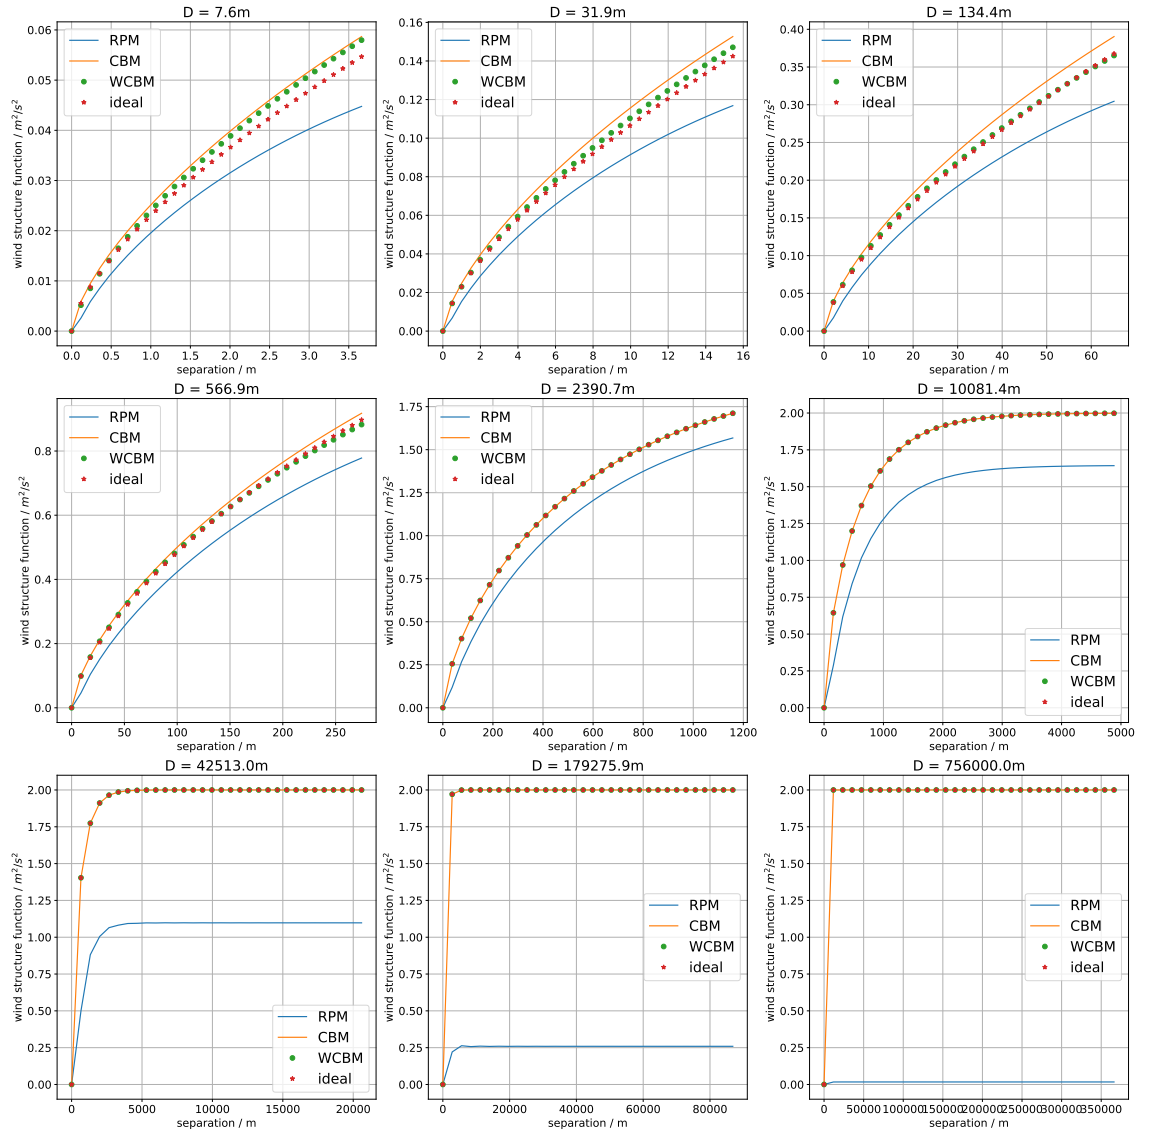 D = 7.6m
wind structure function / m²/s²
0.06
0.05
0.04
0.03
0.02
0.01
0.00
RPM
CBM
WCBM
ideal
0.0 0.5 1.0 1.5 2.0 2.5 3.0 3.5
separation / m
D = 31.9m
wind structure function / m²/s²
0.16
0.14
0.12
0.10
0.08
0.06
0.04
0.02
0.00
RPM
CBM
WCBM
ideal
0 2 4 6 8 10 12 14 16
separation / m
D = 134.4m
wind structure function / m²/s²
0.40
0.35
0.30
0.25
0.20
0.15
0.10
0.05
0.00
RPM
CBM
WCBM
ideal
0 10 20 30 40 50 60
separation / m
D = 566.9m
wind structure function / m²/s²
0.8
0.6
0.4
0.2
0.0
RPM
CBM
WCBM
ideal
0 50 100 150 200 250
separation / m
D = 2390.7m
wind structure function / m²/s²
1.75
1.50
1.25
1.00
0.75
0.50
0.25
0.00
RPM
CBM
WCBM
ideal
0 200 400 600 800 1000 1200
separation / m
D = 10081.4m
wind structure function / m²/s²
2.00
1.75
1.50
1.25
1.00
0.75
0.50
0.25
0.00
RPM
CBM
WCBM
ideal
0 1000 2000 3000 4000 5000
separation / m
D = 42513.0m
wind structure function / m²/s²
2.00
1.75
1.50
1.25
1.00
0.75
0.50
0.25
0.00
RPM
CBM
WCBM
ideal
0 5000 10000 15000 20000
separation / m
D = 179275.9m
wind structure function / m²/s²
2.00
1.75
1.50
1.25
1.00
0.75
0.50
0.25
0.00
RPM
CBM
WCBM
ideal
0 20000 40000 60000 80000
separation / m
D = 756000.0m
wind structure function / m²/s²
2.00
1.75
1.50
1.25
1.00
0.75
0.50
0.25
0.00
RPM
CBM
WCBM
ideal
0 50000 100000 150000 200000 250000 300000 350000
separation / m